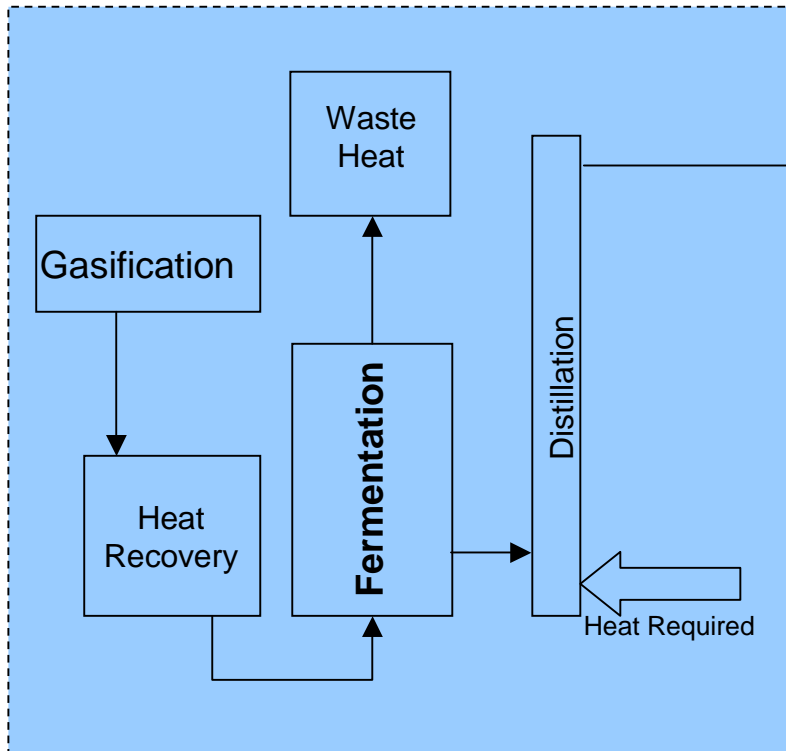 Waste
Heat
Gasification
Heat
Recovery
Fermentation
Distillation
Heat Required